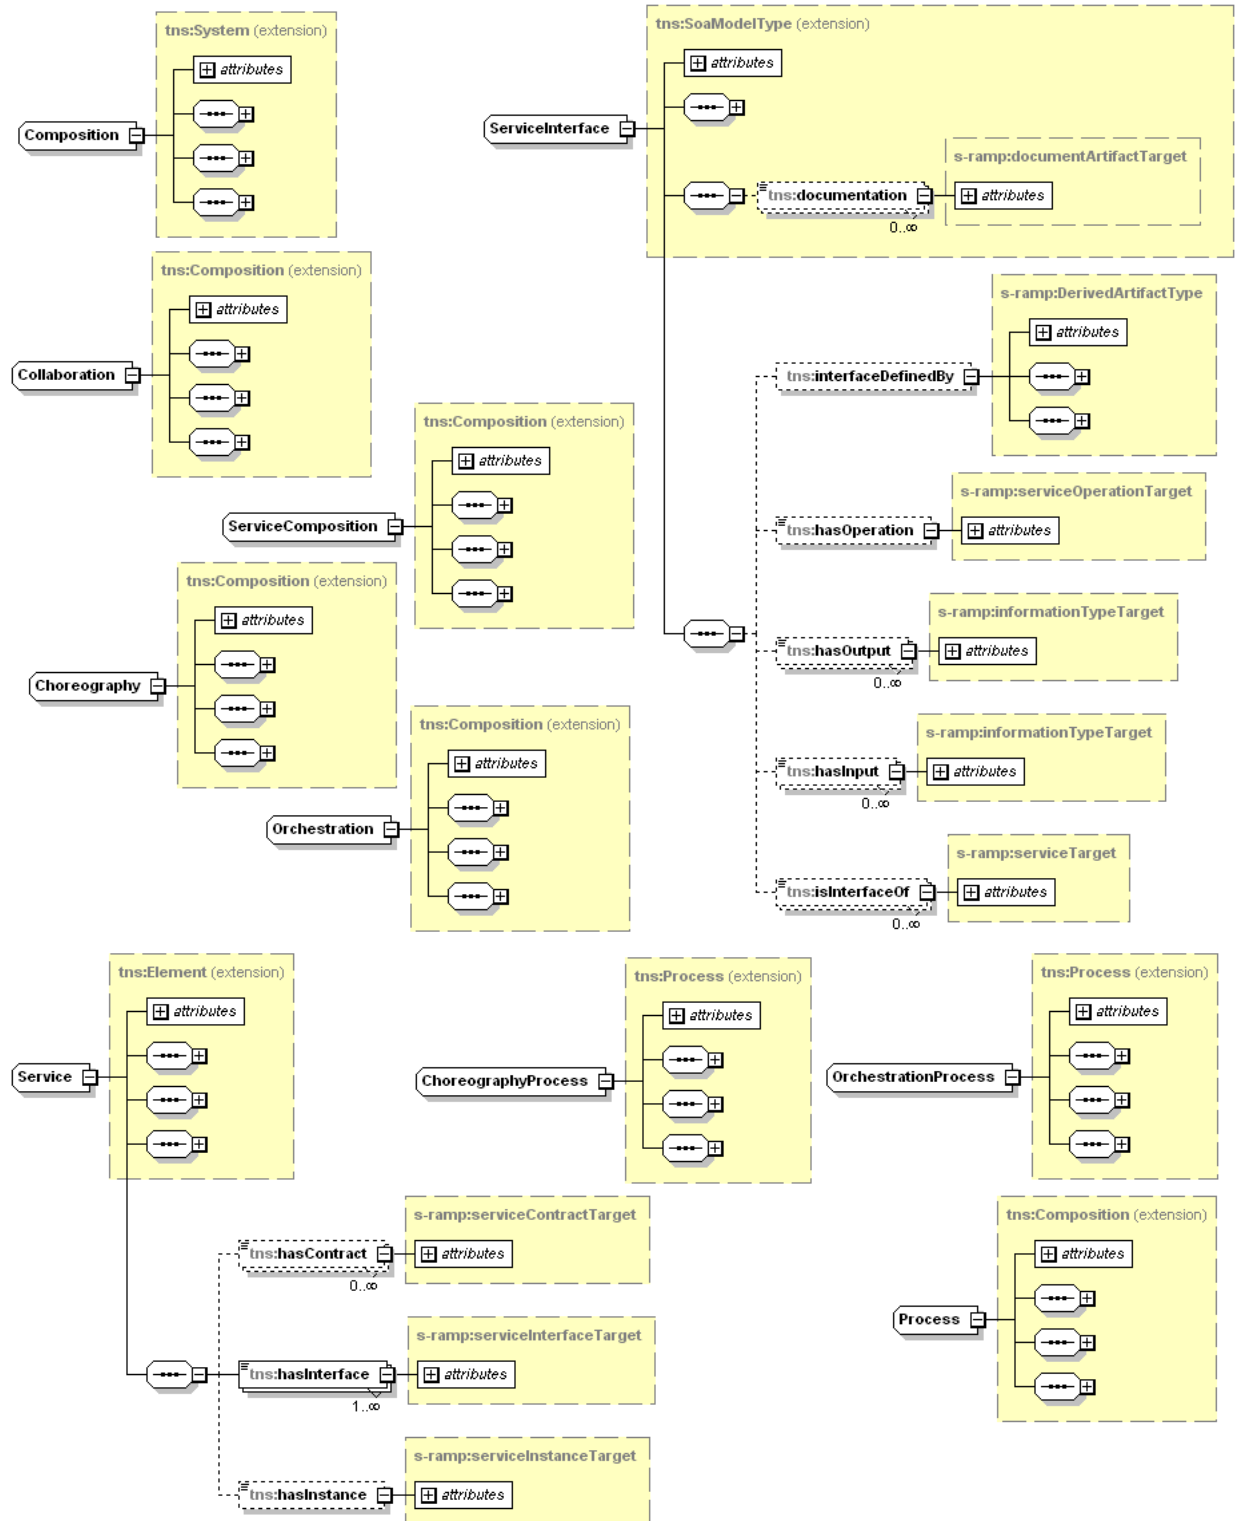 tns:System (extension)
attributes
Composition
tns:SoaModelType (extension)
attributes
ServiceInterface
s-ramp:documentArtifactTarget
tns:documentation
attributes
0..∞
tns:Composition (extension)
attributes
Collaboration
s-ramp:DerivedArtifactType
attributes
tns:interfaceDefinedBy
tns:Composition (extension)
attributes
ServiceComposition
s-ramp:serviceOperationTarget
tns:hasOperation
attributes
tns:Composition (extension)
attributes
Choreography
s-ramp:informationTypeTarget
tns:hasOutput
attributes
0..∞
tns:Composition (extension)
attributes
Orchestration
s-ramp:informationTypeTarget
tns:hasInput
attributes
0..∞
s-ramp:serviceTarget
tns:isInterfaceOf
attributes
0..∞
tns:Element (extension)
attributes
Service
tns:Process (extension)
attributes
ChoreographyProcess
tns:Process (extension)
attributes
OrchestrationProcess
s-ramp:serviceContractTarget
tns:hasContract
attributes
0..∞
tns:Composition (extension)
attributes
Process
s-ramp:serviceInterfaceTarget
tns:hasInterface
attributes
1..∞
s-ramp:serviceInstanceTarget
tns:hasInstance
attributes